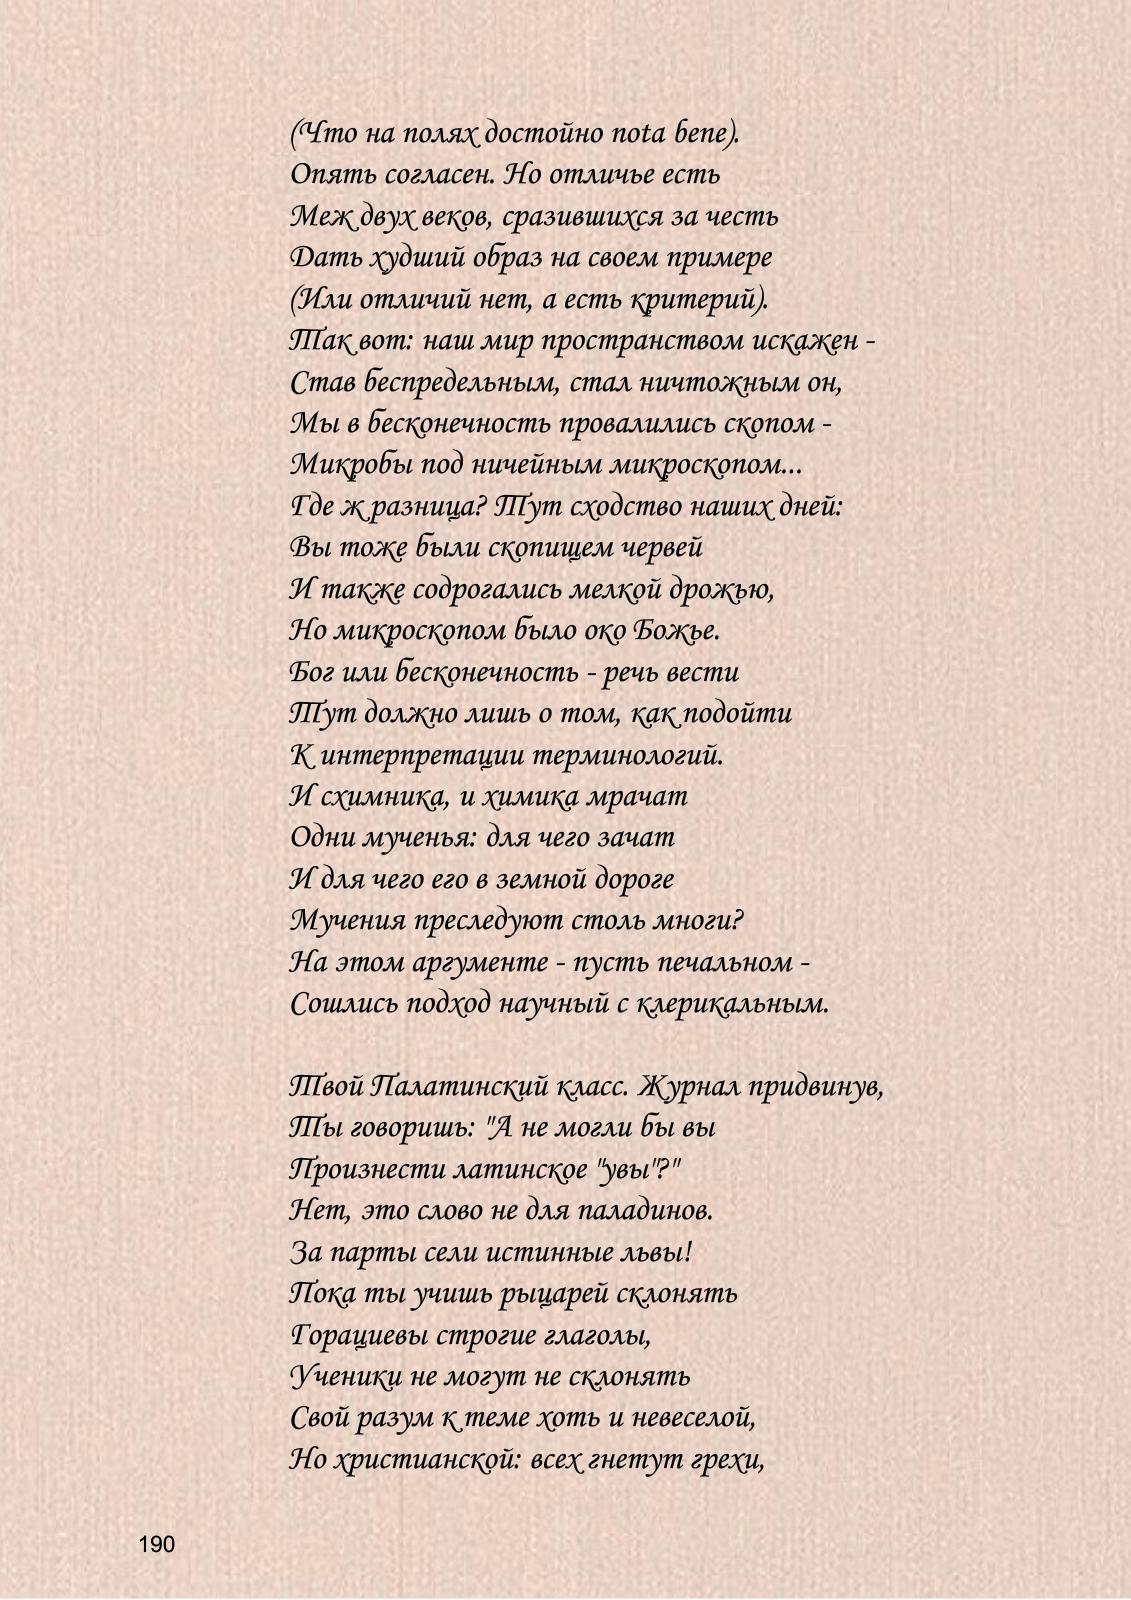 (Что на полях достойно nota bene).
Опять согласен. Но отличье есть
Меж двух веков, сразившихся за честь
Дать худший образ на своем примере
(Или отличий нет, а есть критерий).
Так вот: наш мир пространством искажен -
Став беспредельным, стал ничтожным он,
Мы в бесконечность провалились скопом -
Микробы под ничейным микроскопом...
Где ж разница? Тут сходство наших дней:
Вы тоже были скопищем червей
И также содрогались мелкой дрожью,
Но микроскопом было око Божье.
Бог или бесконечность - речь вести
Тут должно лишь о том, как подойти
К интерпретации терминологий.
И схимника, и химика мрачат
Одни мученья: для чего зачат
И для чего его в земной дороге
Мучения преследуют столь многи?
На этом аргументе - пусть печальном -
Сошлись подход научный с клерикальным.
Твой Палатинский класс. Журнал придвинув,
Ты говоришь: "А не могли бы вы
Произнести латинское "увы"?"
Нет, это слово не для паладинов.
За парты сели истинные львы!
Пока ты учишь рыцарей склонять
Горациевы строгие глаголы,
Ученики не могут не склонять
Свой разум к теме хоть и невеселой,
Но христианской: всех гнетут грехи,
190